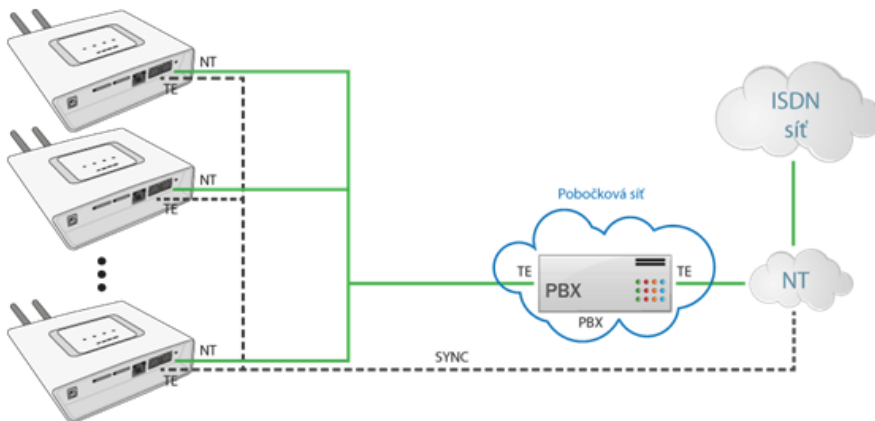 NT
TE
NT
TE
NT
TE
SYNC
Pobočková síť
TE
PBX
TE
PBX
ISDN
síť
NT